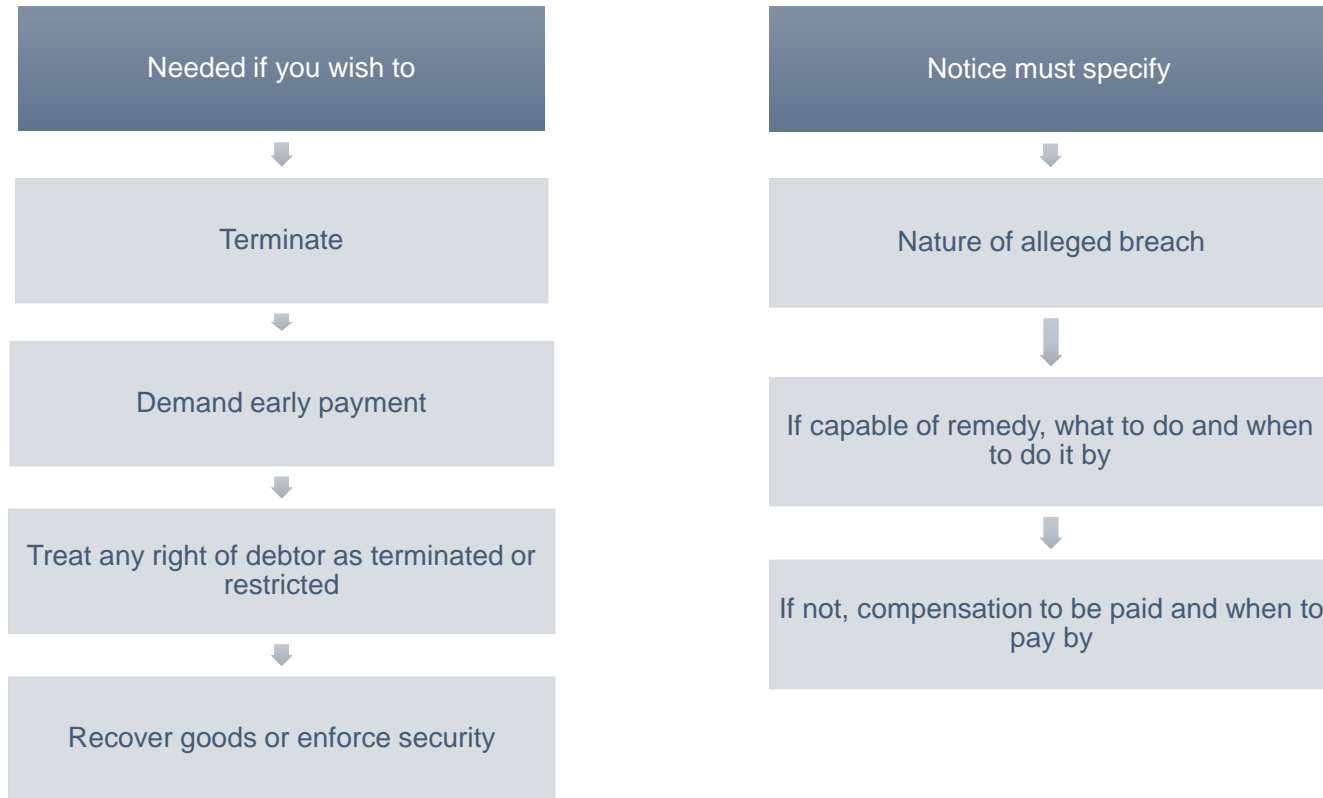 Needed if you wish to
Terminate
Demand early payment
Treat any right of debtor as terminated or
restricted
Recover goods or enforce security
Notice must specify
Nature of alleged breach
If capable of remedy, what to do and when
to do it by
If not, compensation to be paid and when to
pay by